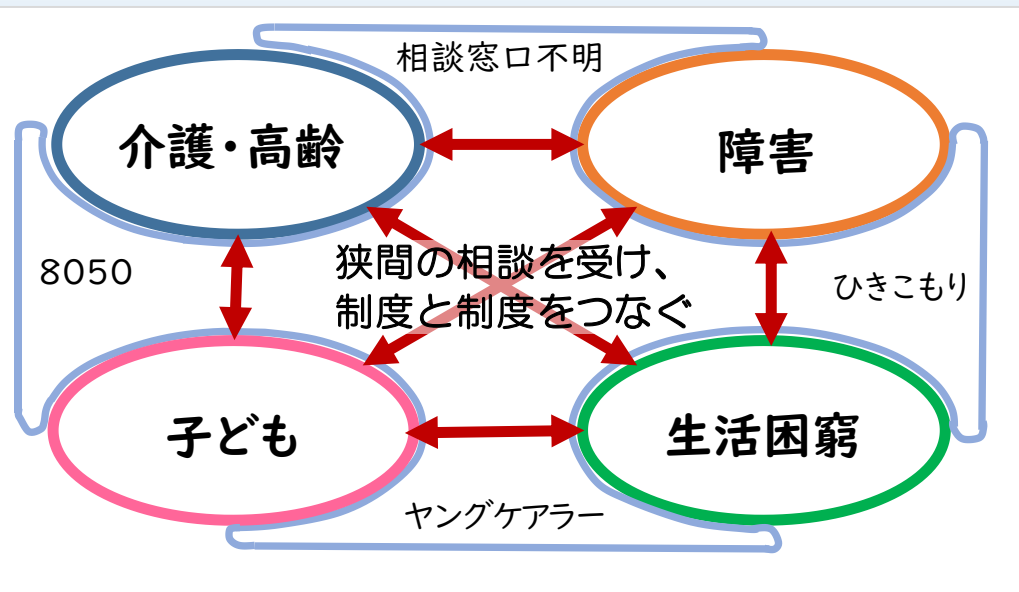 相談窓口不明
介護・高齢
障害
8050
狭間の相談を受け、
制度と制度をつなぐ
ひきこもり
子ども
生活困窮
ヤングケアラー